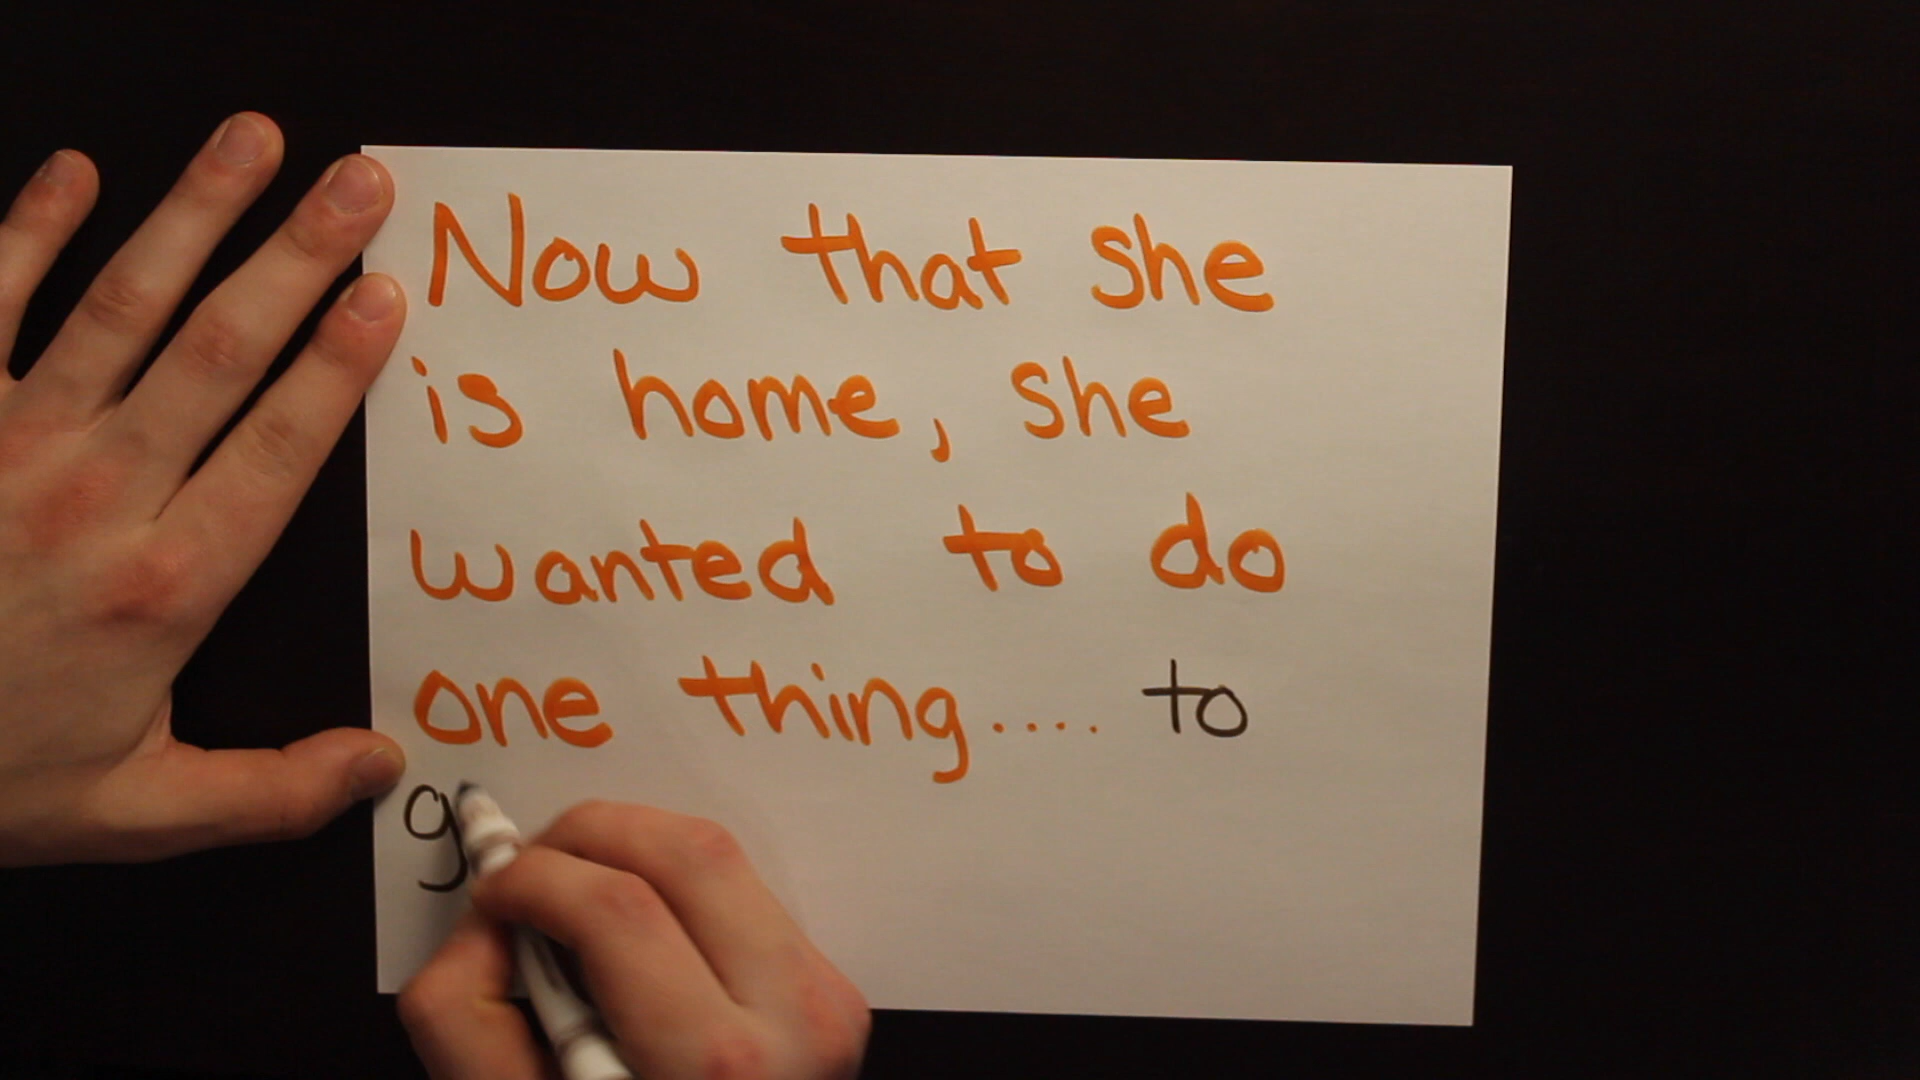 Now that she
is home, she
wanted to do
one thing.... to
g